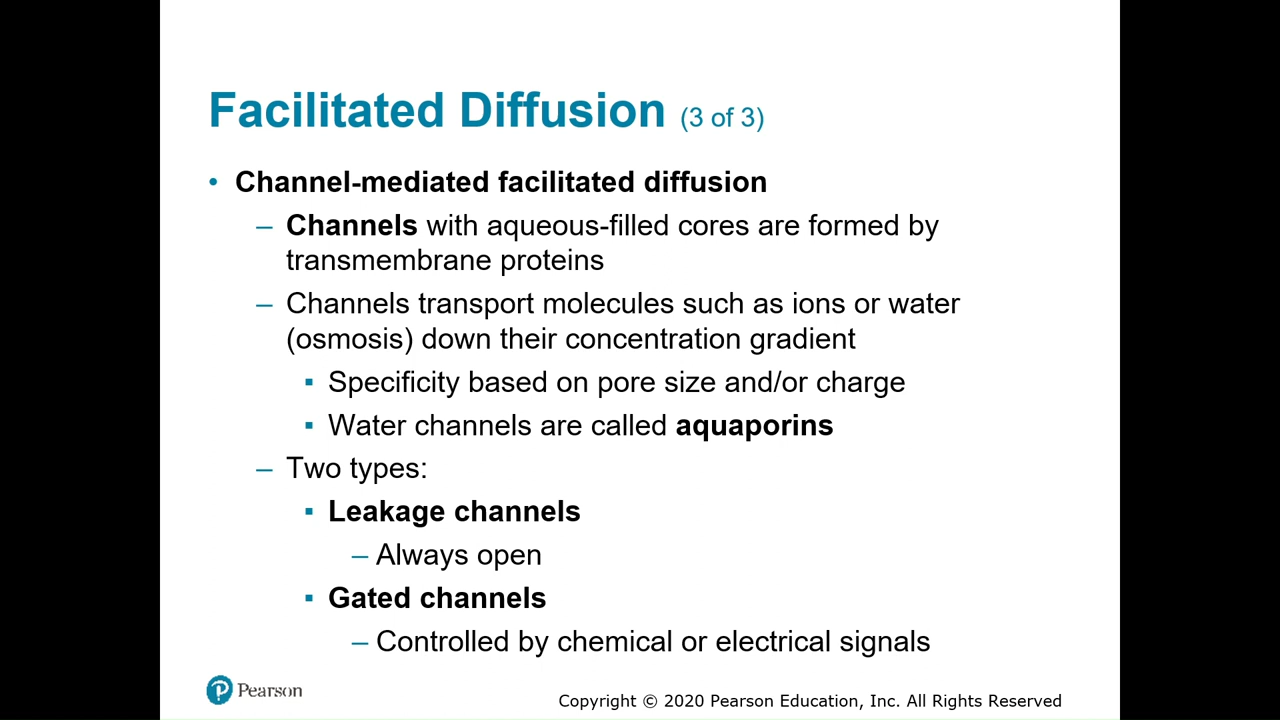 Facilitated Diffusion (3 of 3)
• Channel-mediated facilitated diffusion
– Channels with aqueous-filled cores are formed by
transmembrane proteins
– Channels transport molecules such as ions or water
(osmosis) down their concentration gradient
▪ Specificity based on pore size and/or charge
▪ Water channels are called aquaporins
– Two types:
▪ Leakage channels
– Always open
▪ Gated channels
– Controlled by chemical or electrical signals
P Pearson
Copyright © 2020 Pearson Education, Inc. All Rights Reserved